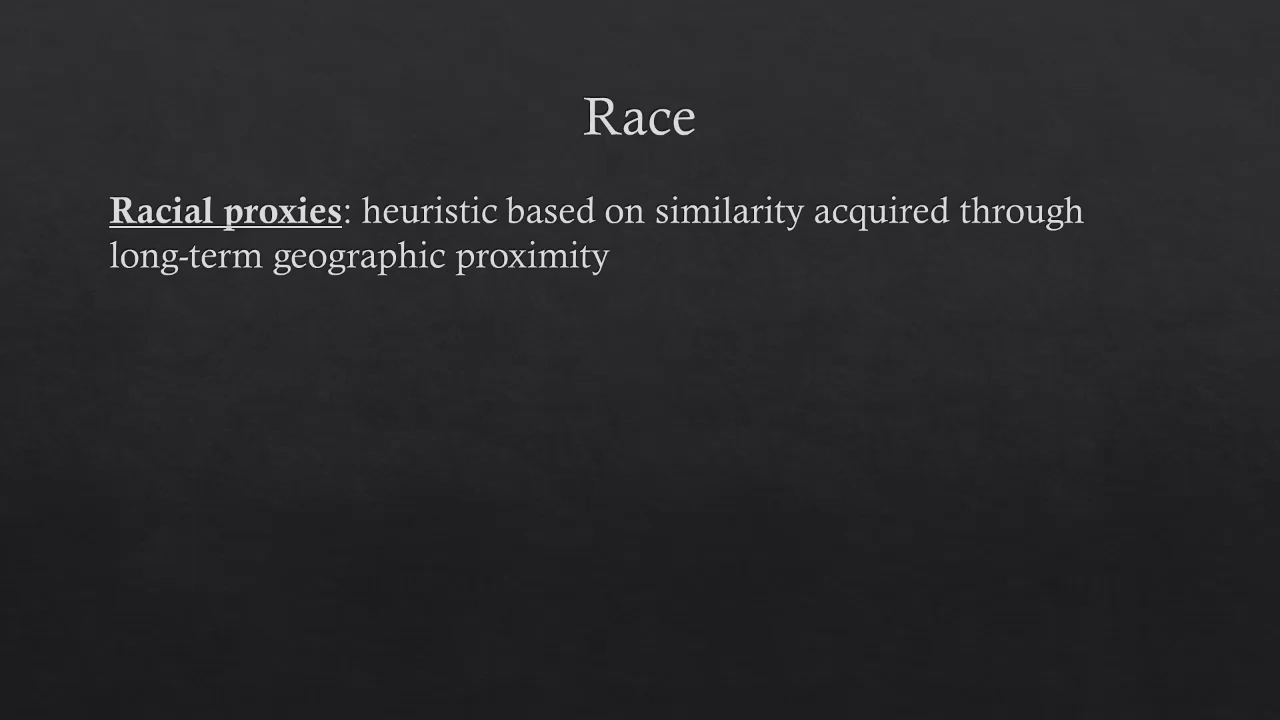 Race
Racial proxies: heuristic based on similarity acquired through
long-term geographic proximity